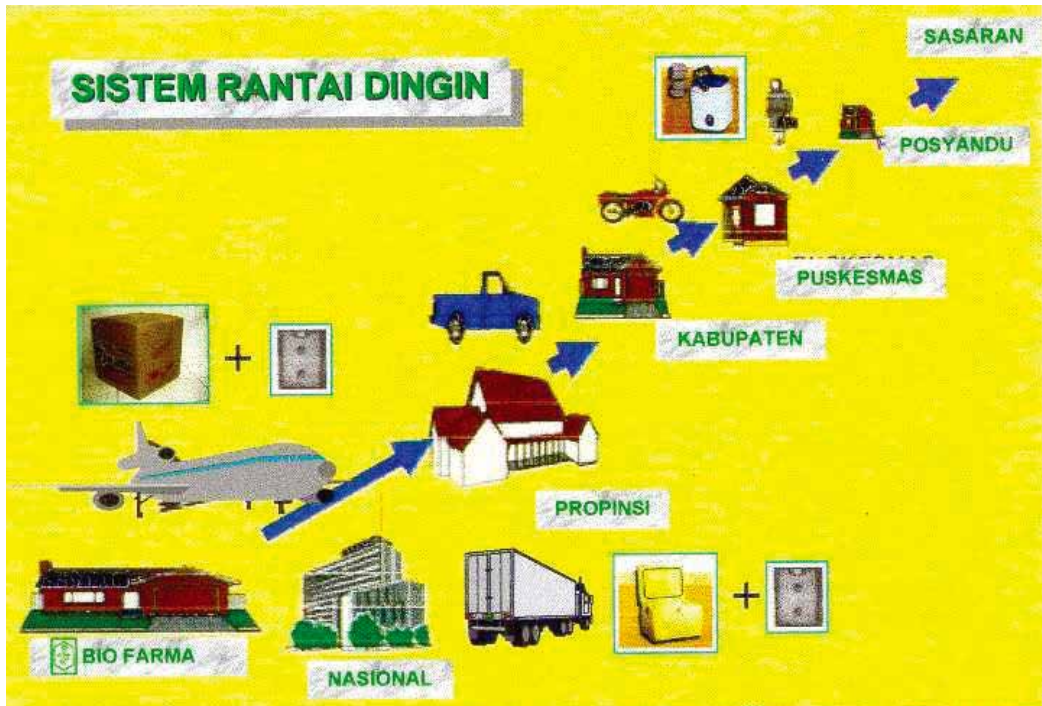 SISTEM RANTAI DINGIN
SASARAN
POSYANDU
PUSKESMAS
KABUPATEN
PROPINSI
BIO FARMA
NASIONAL